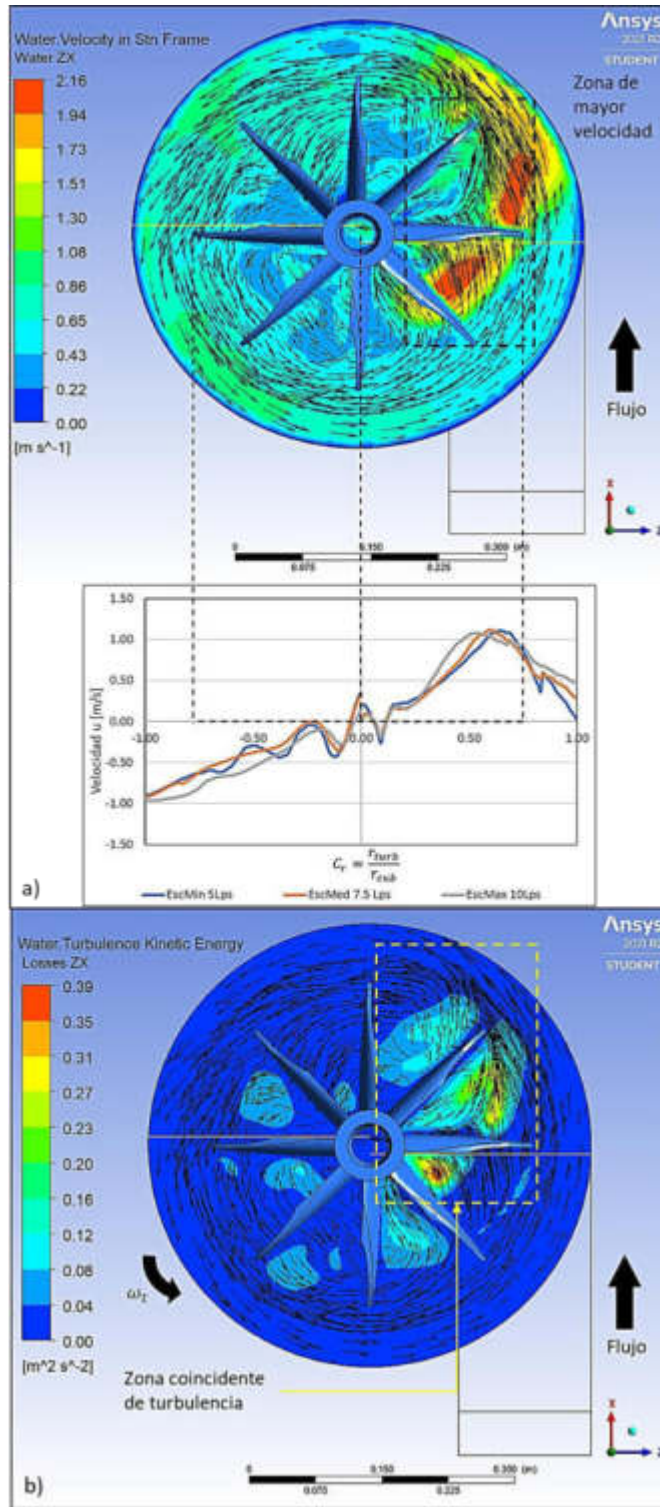 Ansys
2021 R2
STUDENT
Water.Velocity in Stn Frame
Water ZX
2.16
1.94
1.73
1.51
1.30
1.08
0.86
0.65
0.43
0.22
0.00
[m s^-1]
Zona de
mayor
velocidad
Flujo
X
Z
0 0.150 0.300 (m)
0.075 0.225
1.50
1.00
0.50
0.00
-0.50
-1.00
-1.50
Velocidad u [m/s]
-1.00 -0.50 0.00 0.50 1.00
C_r = r_turb / r_cub
EscMin 5Lps EscMed 7.5 Lps EscMax 10Lps
a)
Ansys
2021 R2
STUDENT
Water.Turbulence Kinetic Energy
Losses ZX
0.39
0.35
0.31
0.27
0.23
0.20
0.16
0.12
0.08
0.04
0.00
[m^2 s^-2]
ω_T
Flujo
Zona coincidente
de turbulencia
X
Z
0 0.150 0.300 (m)
0.075 0.225
b)